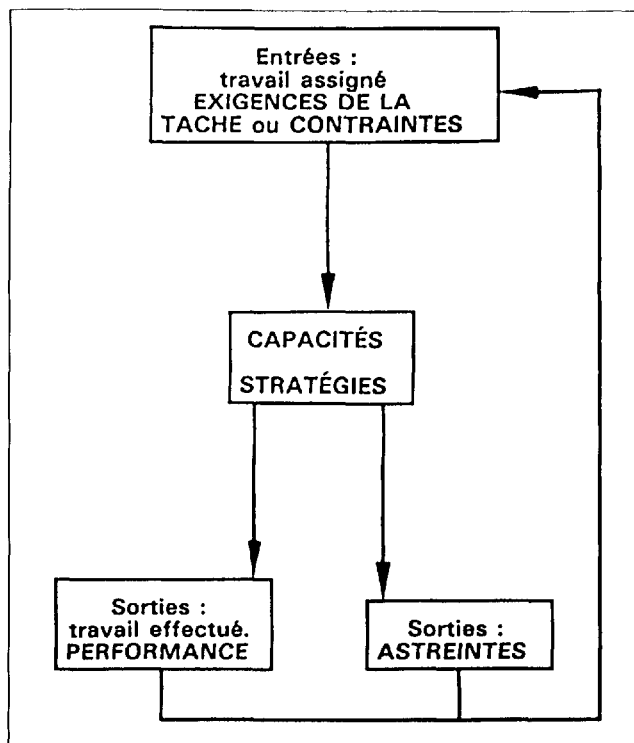 Entrées :
travail assigné
EXIGENCES DE LA
TACHE ou CONTRAINTES
CAPACITÉS
STRATÉGIES
Sorties :
travail effectué.
PERFORMANCE
Sorties :
ASTREINTES